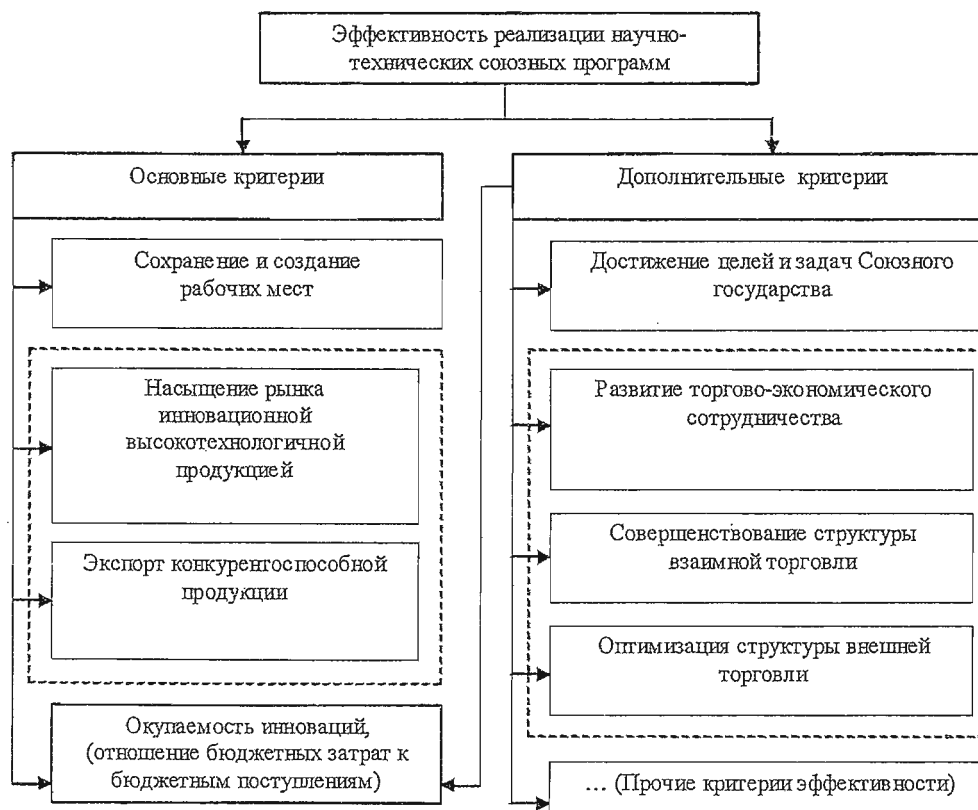 Эффективность реализации научно-
технических союзных программ
Основные критерии
Сохранение и создание
рабочих мест
Насыщение рынка
инновационной
высокотехнологичной
продукцией
Экспорт конкурентоспособной
продукции
Окупаемость инноваций,
(отношение бюджетных затрат к
бюджетным поступлениям)
Дополнительные критерии
Достижение целей и задач Союзного
государства
Развитие торгово-экономического
сотрудничества
Совершенствование структуры
взаимной торговли
Оптимизация структуры внешней
торговли
... (Прочие критерии эффективности)